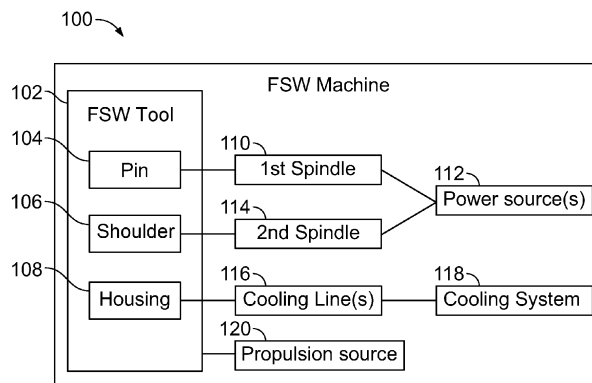 100
FSW Machine
102
FSW Tool
104
Pin
110
1st Spindle
112
Power source(s)
106
Shoulder
114
2nd Spindle
108
Housing
116
Cooling Line(s)
118
Cooling System
120
Propulsion source